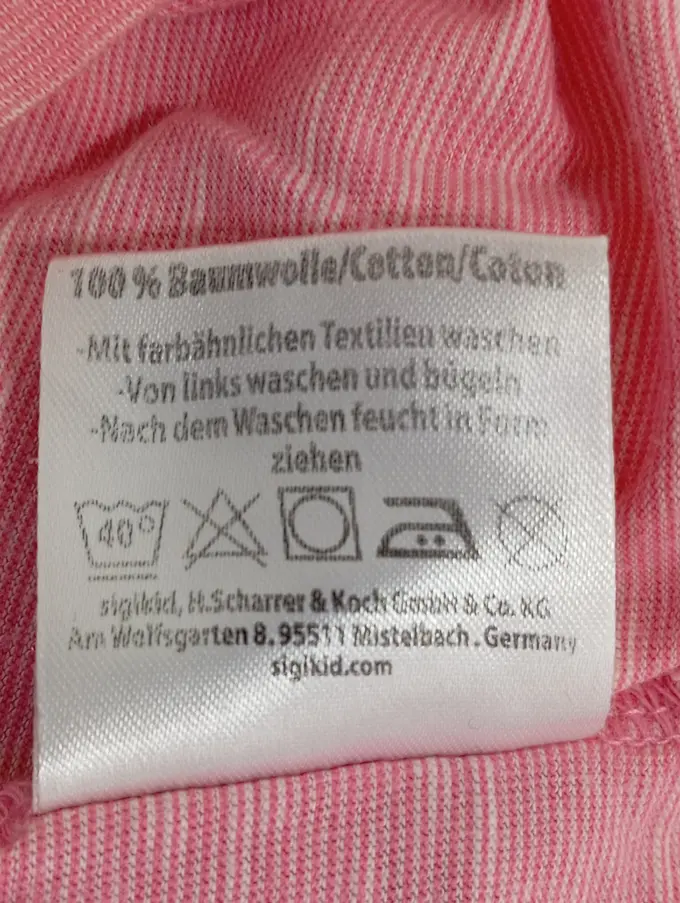 100 % Baumwolle/Cotton/Coton
-Mit farbähnlichen Textilien waschen
-Von links waschen und bügeln
-Nach dem Waschen feucht in Form
ziehen
40°
sigikid, H.Scharrer & Koch GmbH & Co. KG
Am Wolfsgarten 8.95511 Mistelbach.Germany
sigikid.com